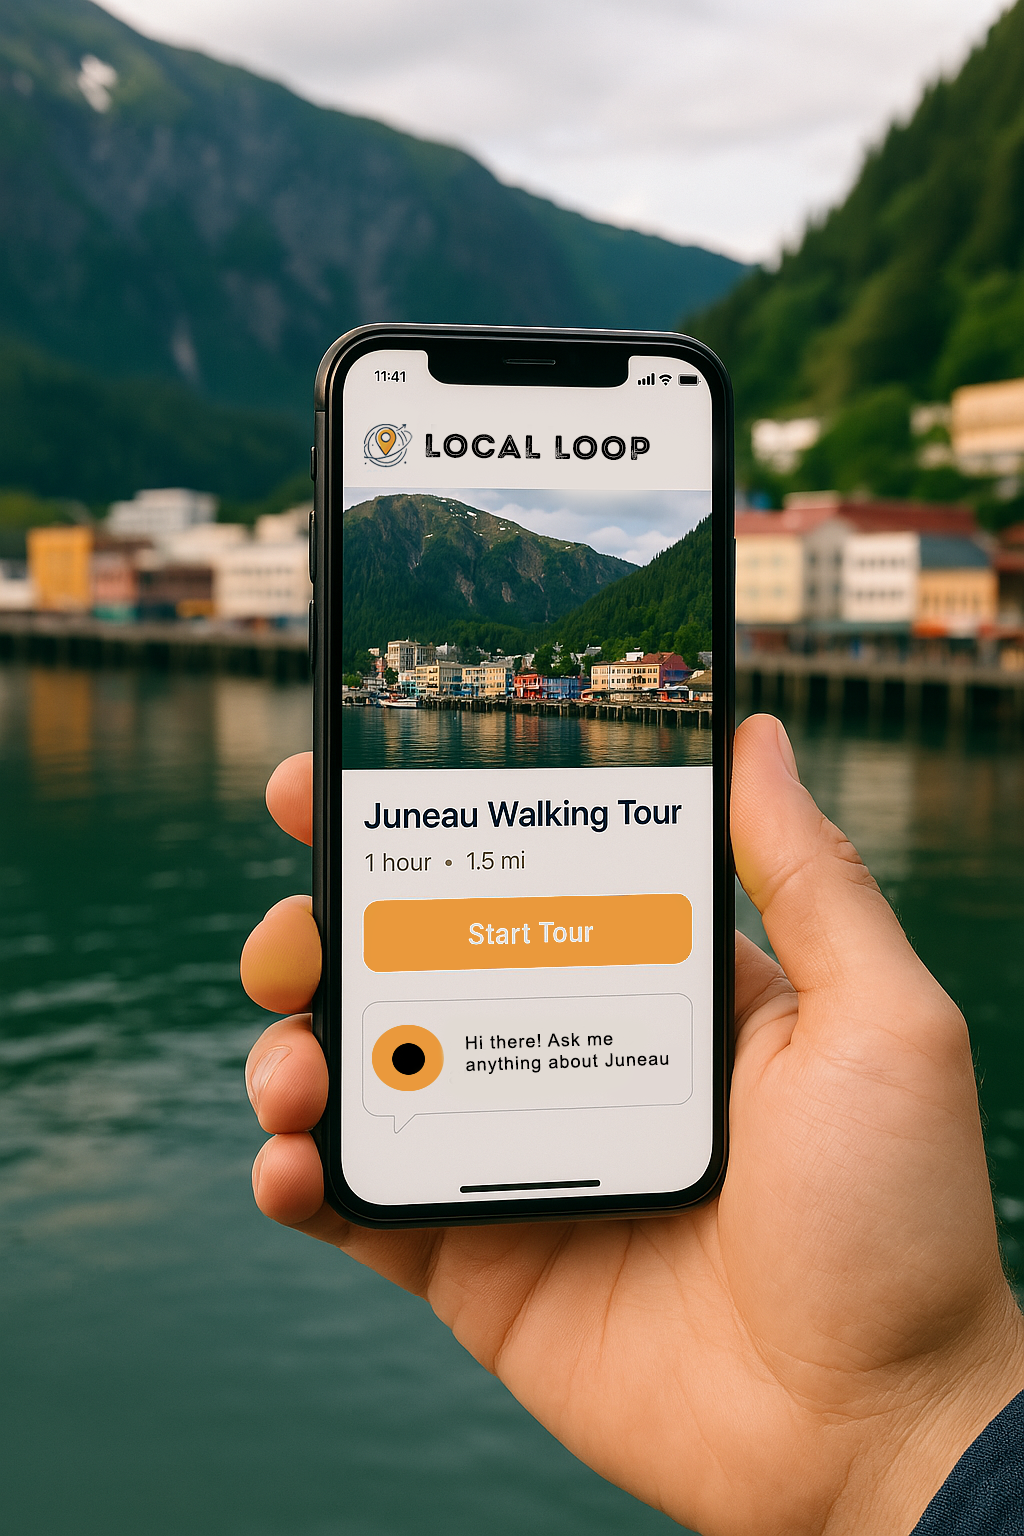 11:41
LOCAL LOOP
Juneau Walking Tour
1 hour • 1.5 mi
Start Tour
Hi there! Ask me
anything about Juneau